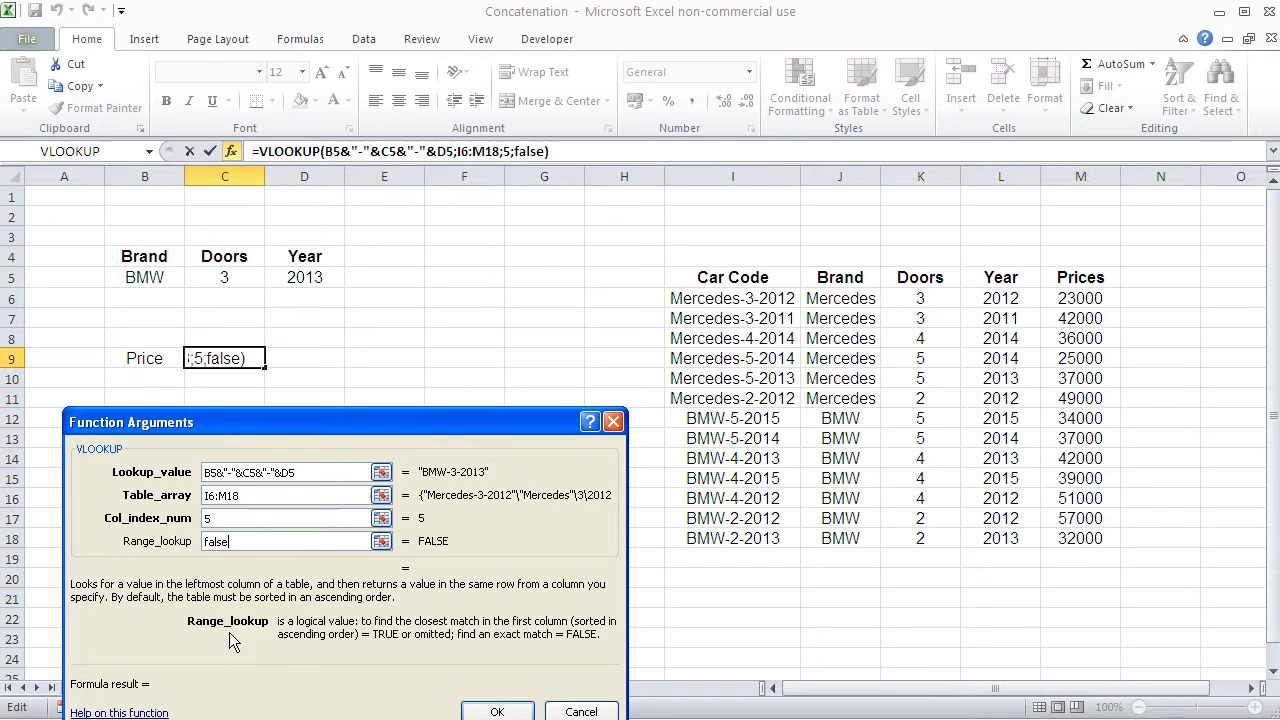 Concatenation - Microsoft Excel non-commercial use
File Home Insert Formulas Page Layout Data Review View Developer
Cut
Copy
Format Painter
Paste
Clipboard
12
Font
Wrap Text
Merge & Center
Alignment
General
Number
Conditional Formatting
Format as Table
Cell Styles
Styles
Insert
Delete
Format
Cells
AutoSum
Fill
Clear
Sort & Filter
Find & Select
Editing
VLOOKUP =VLOOKUP(B5&"-"&C5&"-"&D5;I6:M18;5;false)
A B C D E F G H I J K L M N O
1
2
3
4 Brand Doors Year
5 BMW 3 2013 Car Code Brand Doors Year Prices
6 Mercedes-3-2012 Mercedes 3 2012 23000
7 Mercedes-3-2011 Mercedes 3 2011 42000
8 Mercedes-4-2014 Mercedes 4 2014 36000
9 Price ;5;false) Mercedes-5-2014 Mercedes 5 2014 25000
10 Mercedes-5-2013 Mercedes 5 2013 37000
11 Mercedes-2-2012 Mercedes 2 2012 49000
12 BMW-5-2015 BMW 5 2015 34000
13 BMW-5-2014 BMW 5 2014 37000
14 BMW-4-2013 BMW 4 2013 42000
15 BMW-4-2015 BMW 4 2015 39000
16 BMW-4-2012 BMW 4 2012 51000
17 BMW-2-2012 BMW 2 2012 57000
18 BMW-2-2013 BMW 2 2013 32000
19
20
21
22
23
24
25
Function Arguments
VLOOKUP
Lookup_value B5&"-"&C5&"-"&D5 = "BMW-3-2013"
Table_array I6:M18 = {"Mercedes-3-2012"\"Mercedes"\3\2012
Col_index_num 5 = 5
Range_lookup false = FALSE
=
Looks for a value in the leftmost column of a table, and then returns a value in the same row from a column you
specify. By default, the table must be sorted in an ascending order.
Range_lookup is a logical value: to find the closest match in the first column (sorted in
ascending order) = TRUE or omitted; find an exact match = FALSE.
Formula result =
Help on this function OK Cancel
Edit 100%